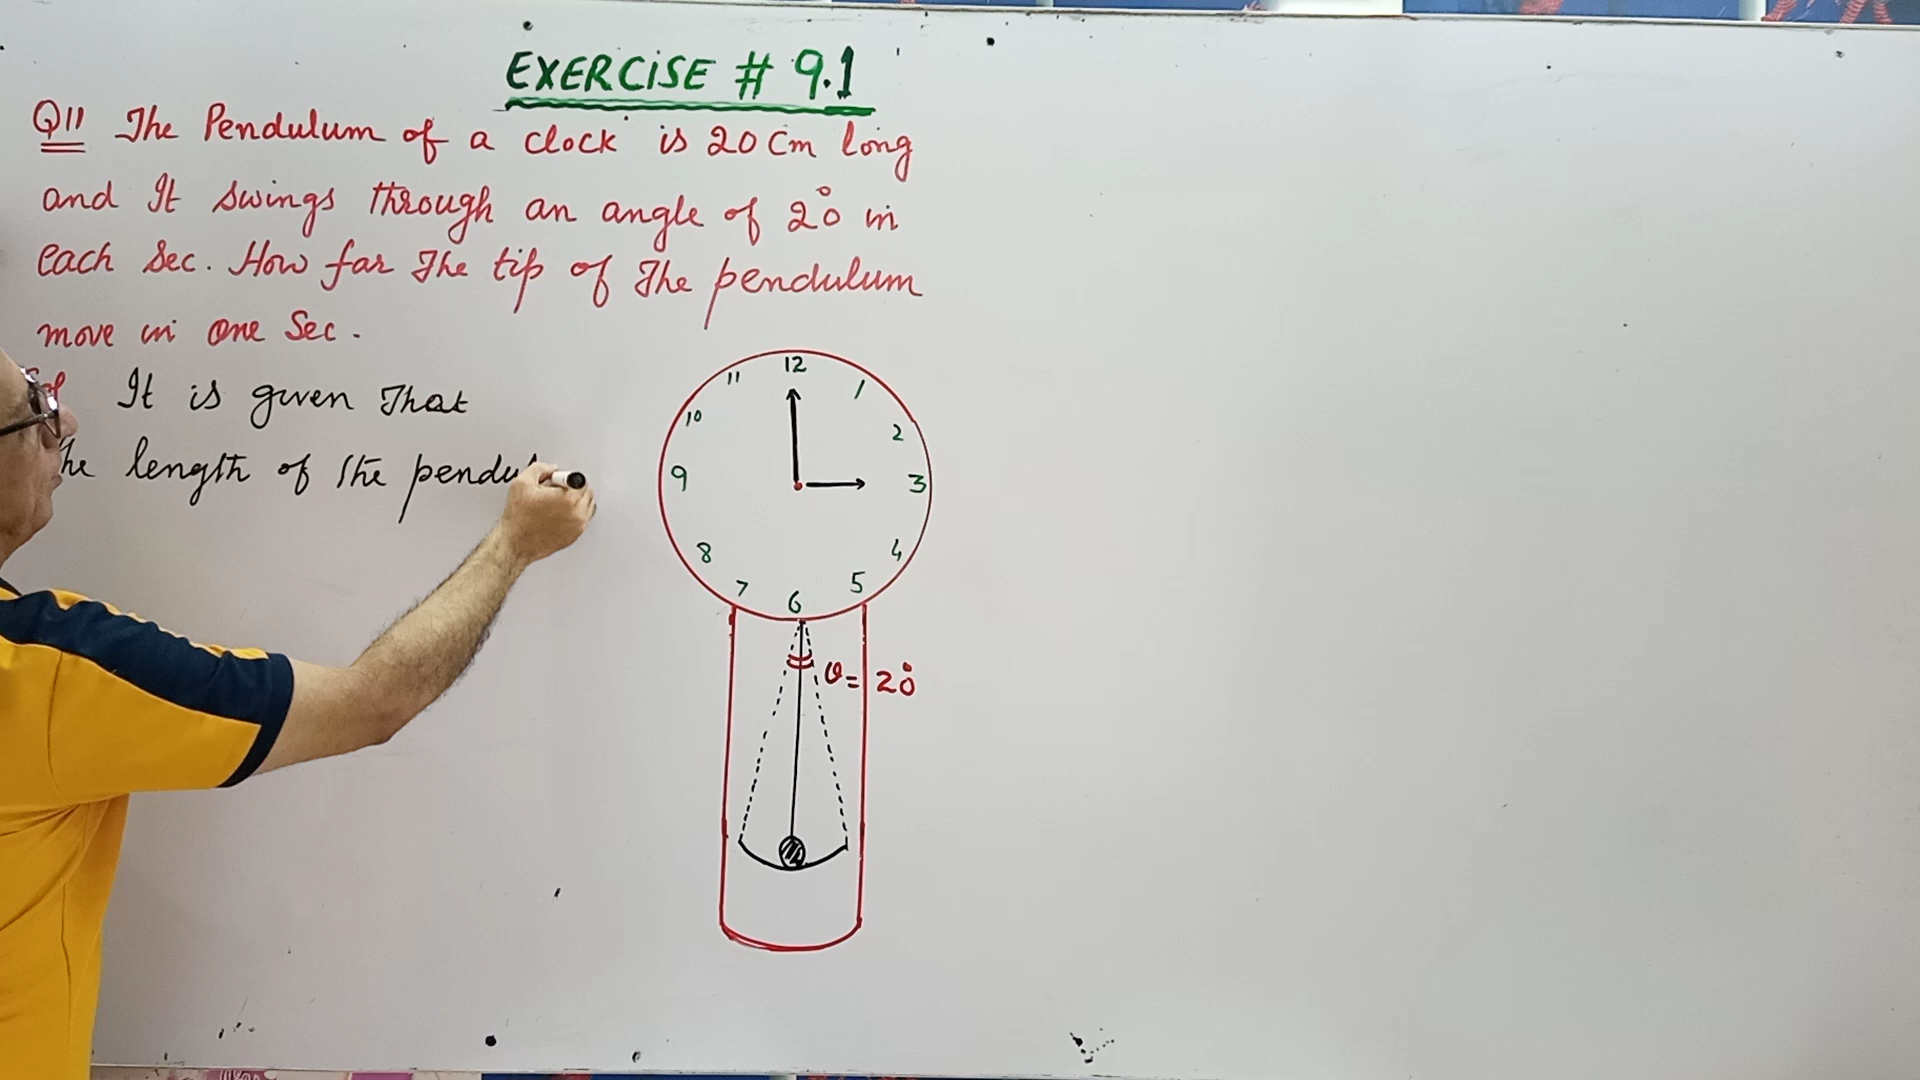 EXERCISE # 9.1
Q11 The Pendulum of a clock is 20 cm long
and It swings through an angle of 20° in
each sec. How far The tip of The pendulum
move in one Sec.
It is given That
the length of the pendul
12
11
1
10
2
9
3
8
4
7
5
6
θ = 20°